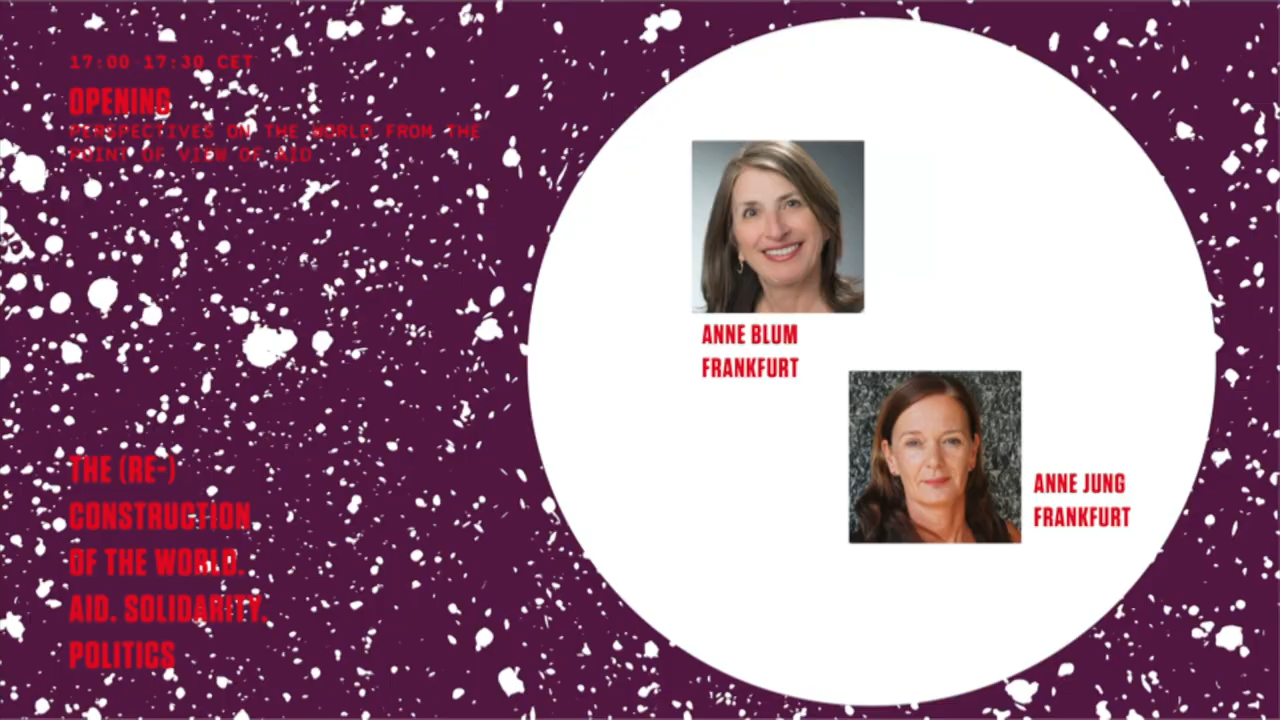 17:00-17:30 CET
OPENING
PERSPECTIVES ON THE WORLD FROM THE
POINT OF VIEW OF AID
ANNE BLUM
FRANKFURT
ANNE JUNG
FRANKFURT
THE (RE-)
CONSTRUCTION
OF THE WORLD.
AID. SOLIDARITY.
POLITICS